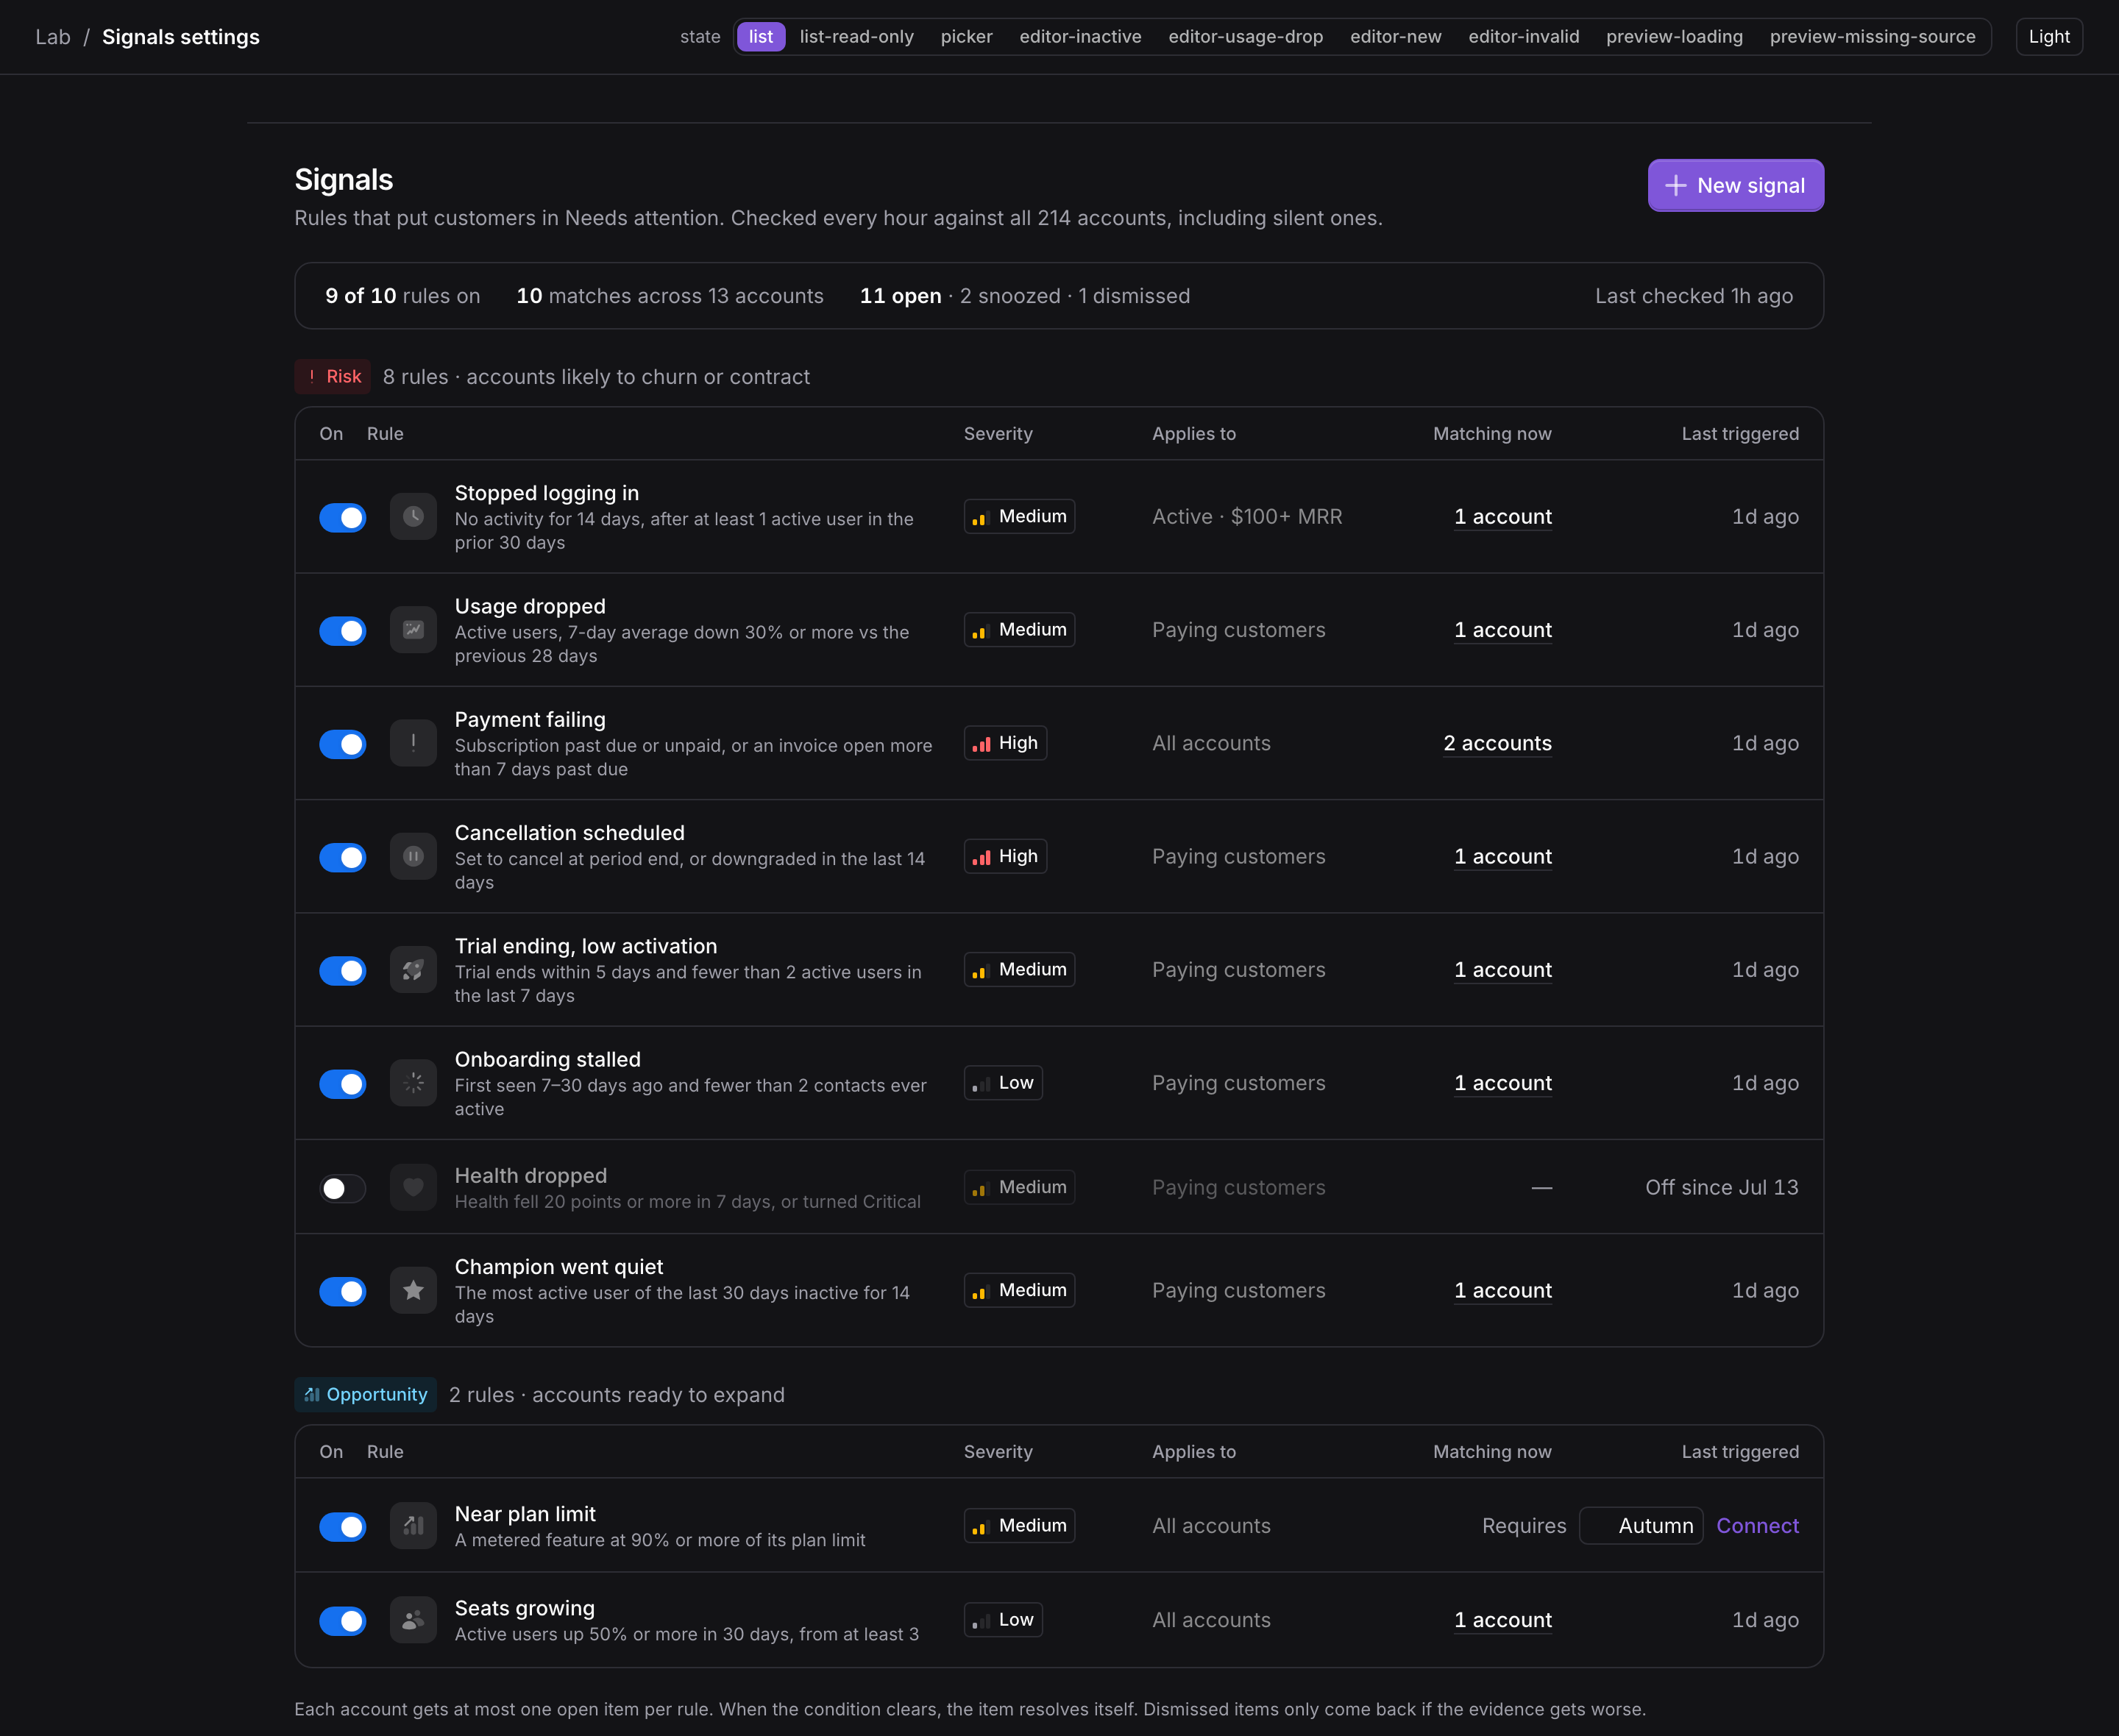 Lab / Signals settings
state list list-read-only picker editor-inactive editor-usage-drop editor-new editor-invalid preview-loading preview-missing-source Light
Signals
New signal
Rules that put customers in Needs attention. Checked every hour against all 214 accounts, including silent ones.
9 of 10 rules on 10 matches across 13 accounts 11 open · 2 snoozed · 1 dismissed Last checked 1h ago
! Risk 8 rules · accounts likely to churn or contract
On Rule Severity Applies to Matching now Last triggered
Stopped logging in
No activity for 14 days, after at least 1 active user in the
prior 30 days
Medium Active · $100+ MRR 1 account 1d ago
Usage dropped
Active users, 7-day average down 30% or more vs the
previous 28 days
Medium Paying customers 1 account 1d ago
Payment failing
Subscription past due or unpaid, or an invoice open more
than 7 days past due
High All accounts 2 accounts 1d ago
Cancellation scheduled
Set to cancel at period end, or downgraded in the last 14
days
High Paying customers 1 account 1d ago
Trial ending, low activation
Trial ends within 5 days and fewer than 2 active users in
the last 7 days
Medium Paying customers 1 account 1d ago
Onboarding stalled
First seen 7–30 days ago and fewer than 2 contacts ever
active
Low Paying customers 1 account 1d ago
Health dropped
Health fell 20 points or more in 7 days, or turned Critical
Medium Paying customers — Off since Jul 13
Champion went quiet
The most active user of the last 30 days inactive for 14
days
Medium Paying customers 1 account 1d ago
Opportunity 2 rules · accounts ready to expand
On Rule Severity Applies to Matching now Last triggered
Near plan limit
A metered feature at 90% or more of its plan limit
Medium All accounts Requires Autumn Connect
Seats growing
Active users up 50% or more in 30 days, from at least 3
Low All accounts 1 account 1d ago
Each account gets at most one open item per rule. When the condition clears, the item resolves itself. Dismissed items only come back if the evidence gets worse.